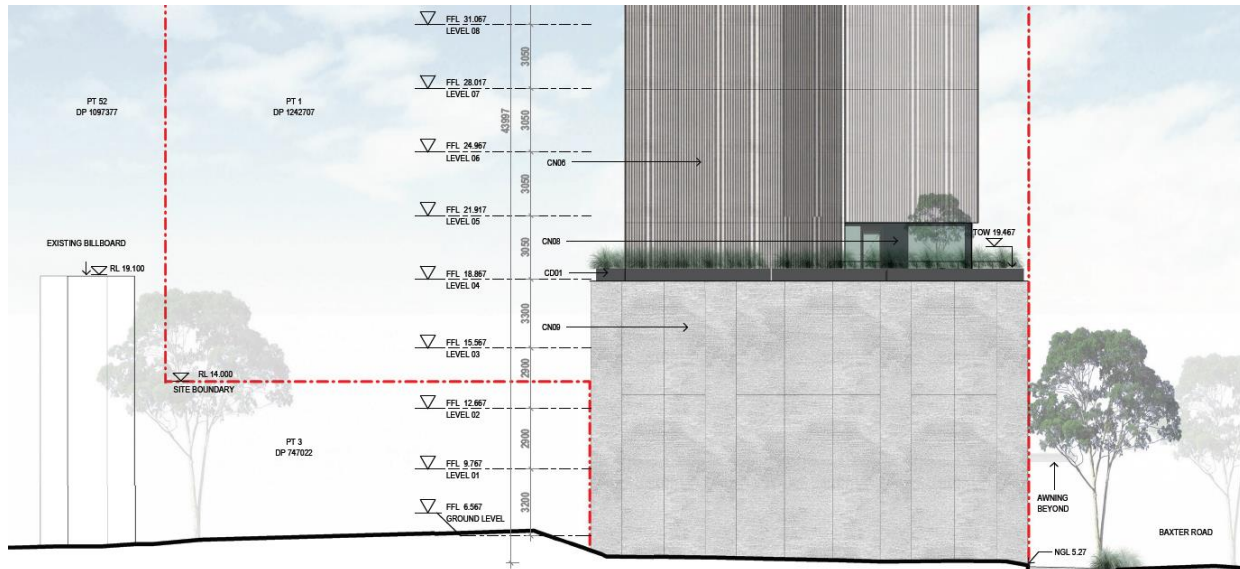 FFL 31.067
LEVEL 08
3050
FFL 28.017
LEVEL 07
PT 52
DP 1097377
PT 1
DP 1242707
43997
3050
FFL 24.967
LEVEL 06
CN06
3050
FFL 21.917
LEVEL 05
EXISTING BILLBOARD
RL 19.100
3050
CN08
TOW 19.467
CD01
FFL 18.867
LEVEL 04
3300
CN09
FFL 15.567
LEVEL 03
2900
RL 14.000
SITE BOUNDARY
FFL 12.667
LEVEL 02
PT 3
DP 747022
2900
FFL 9.767
LEVEL 01
3200
FFL 6.567
GROUND LEVEL
AWNING
BEYOND
BAXTER ROAD
NGL 5.27